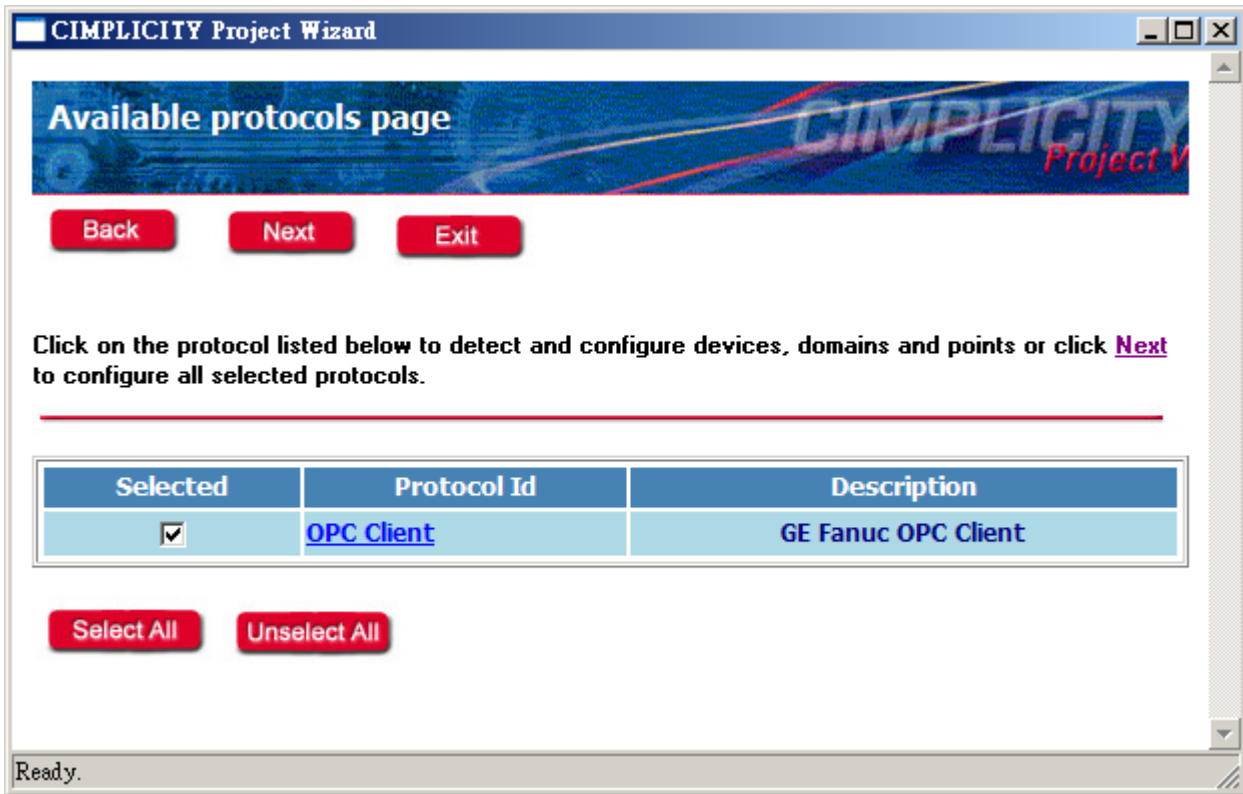 CIMPLICITY Project Wizard
Available protocols page
CIMPLICITY
Project W
Back Next Exit
Click on the protocol listed below to detect and configure devices, domains and points or click Next
to configure all selected protocols.
Selected Protocol Id Description
OPC Client GE Fanuc OPC Client
Select All Unselect All
Ready.